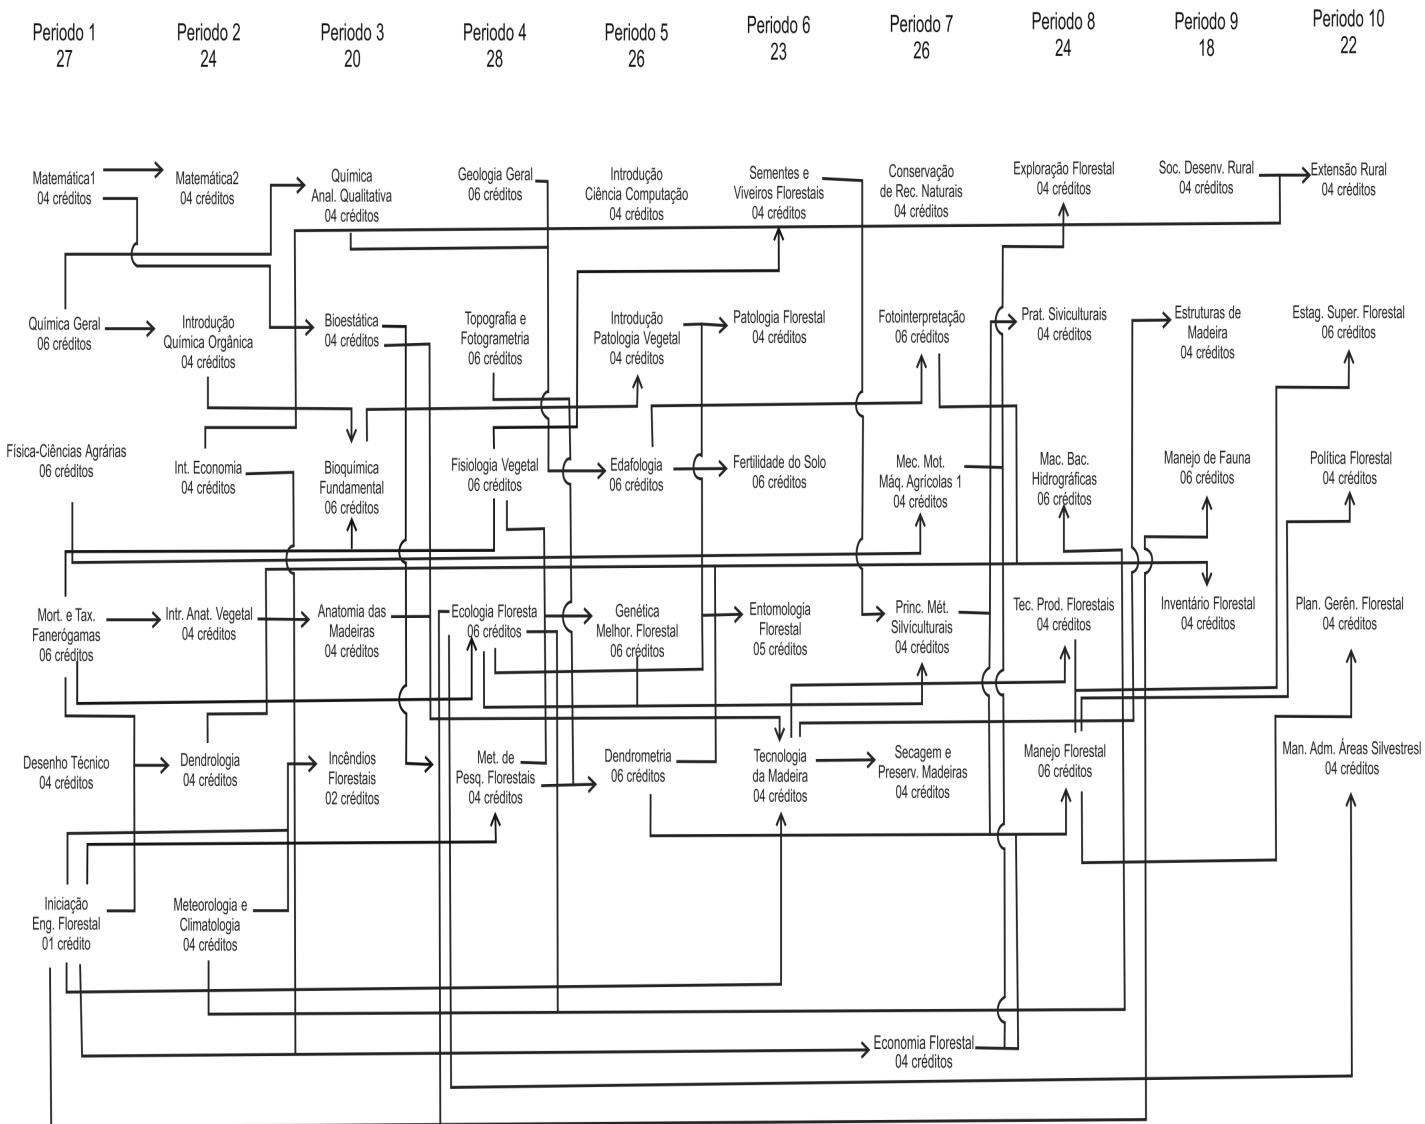 Periodo 1
27
Periodo 2
24
Periodo 3
20
Periodo 4
28
Periodo 5
26
Periodo 6
23
Periodo 7
26
Periodo 8
24
Periodo 9
18
Periodo 10
22
Matemática1
04 créditos
Matemática2
04 créditos
Química
Anal. Qualitativa
04 créditos
Geologia Geral
06 créditos
Introdução
Ciência Computação
04 créditos
Sementes e
Viveiros Florestais
04 créditos
Conservação
de Rec. Naturais
04 créditos
Exploração Florestal
04 créditos
Soc. Desenv. Rural
04 créditos
Extensão Rural
04 créditos
Química Geral
06 créditos
Introdução
Química Orgânica
04 créditos
Bioestática
04 créditos
Topografia e
Fotogrametria
06 créditos
Introdução
Patologia Vegetal
04 créditos
Patologia Florestal
04 créditos
Fotointepretação
06 créditos
Prat. Siviculturais
04 créditos
Estruturas de
Madeira
04 créditos
Estag. Super. Florestal
06 créditos
Física-Ciências Agrárias
06 créditos
Int. Economia
04 créditos
Bioquímica
Fundamental
06 créditos
Fisiologia Vegetal
06 créditos
Edafologia
06 créditos
Fertilidade do Solo
06 créditos
Mec. Mot.
Máq. Agrícolas 1
04 créditos
Mac. Bac.
Hidrográficas
06 créditos
Manejo de Fauna
06 créditos
Política Florestal
04 créditos
Mort. e Tax.
Fanerógamas
06 créditos
Intr. Anat. Vegetal
04 créditos
Anatomia das
Madeiras
04 créditos
Ecologia Floresta
06 créditos
Genética
Melhor. Florestal
06 créditos
Entomologia
Florestal
05 créditos
Princ. Mét.
Silviculturais
04 créditos
Tec. Prod. Florestais
04 créditos
Inventário Florestal
04 créditos
Plan. Gerên. Florestal
04 créditos
Desenho Técnico
04 créditos
Dendrologia
04 créditos
Incêndios
Florestais
02 créditos
Met. de
Pesq. Florestais
04 créditos
Dendrometria
06 créditos
Tecnologia
da Madeira
04 créditos
Secagem e
Preserv. Madeiras
04 créditos
Manejo Florestal
06 créditos
Man. Adm. Áreas Silvestresl
04 créditos
Iniciação
Eng. Florestal
01 crédito
Meteorologia e
Climatologia
04 créditos
Economia Florestal
04 créditos